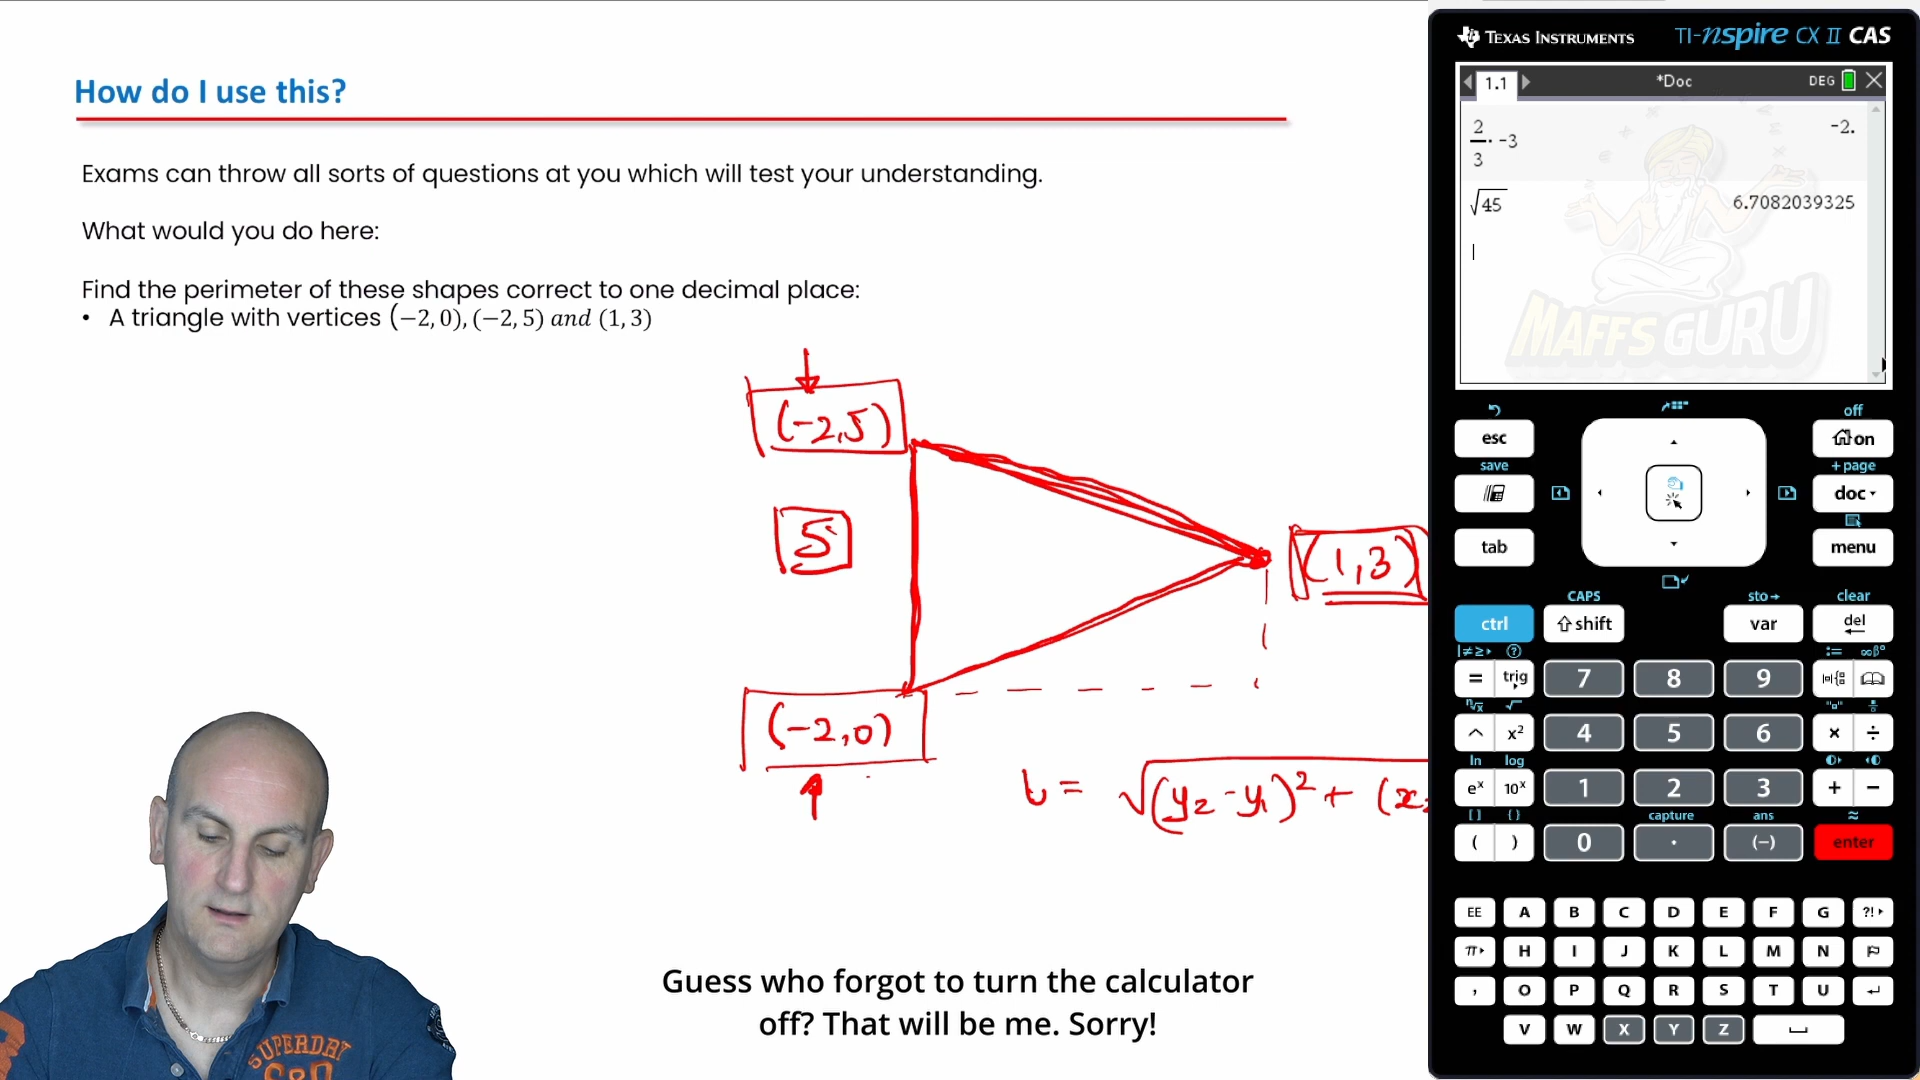 How do I use this?
Exams can throw all sorts of questions at you which will test your understanding.
What would you do here:
Find the perimeter of these shapes correct to one decimal place:
• A triangle with vertices (−2, 0), (−2, 5) and (1, 3)
(-2,5)
5
(1,3)
(-2,0)
l = √(y₂-y₁)² + (x₂
Guess who forgot to turn the calculator
off? That will be me. Sorry!
SUPERDRY
TEXAS INSTRUMENTS TI-nspire CX II CAS
1.1 *Doc DEG
2/3·-3 -2.
√45 6.7082039325
MAFFS GURU
off
esc on
save + page
doc
tab menu
CAPS sto→ clear
ctrl shift var del
= trig 7 8 9
ⁿ√x √
^ x² 4 5 6 × ÷
ln log
eˣ 10ˣ 1 2 3 + −
[ ] { } capture ans ≈
( ) 0 . (−) enter
EE A B C D E F G ?!
π H I J K L M N
, O P Q R S T U
V W X Y Z